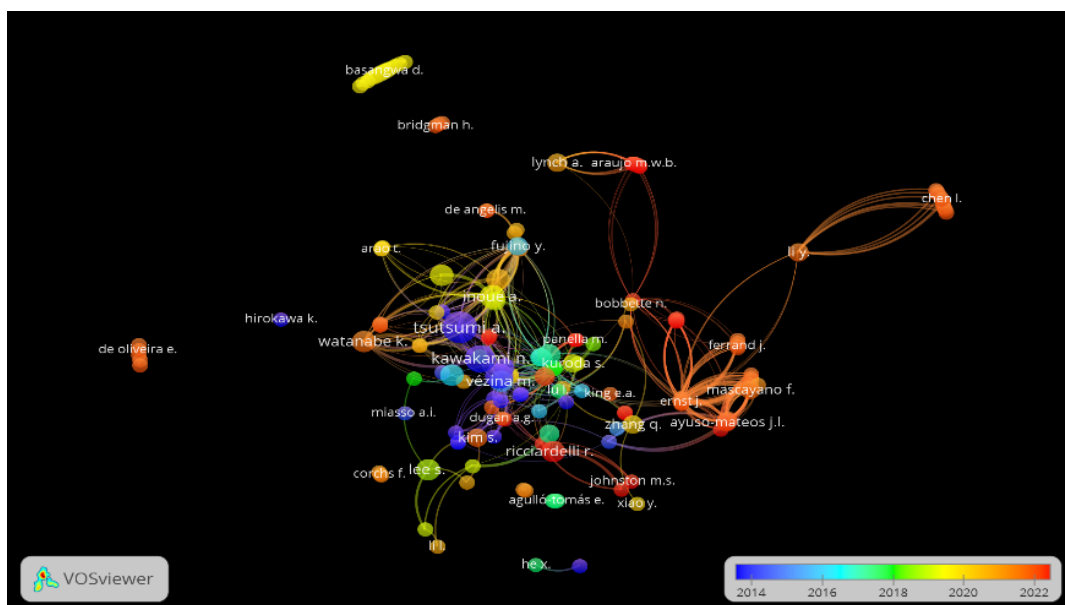 basangwa d.
bridgman h.
lynch a.
araujo m.w.b.
chen l.
de angelis m.
arao t.
fujino y.
li y.
inoue a.
bobbette n.
hirokawa k.
tsutsumi a.
de oliveira e.
watanabe k.
panella m.
ferrand j.
kawakami n.
kuroda s.
vézina m.
lu l.
king e.a.
ernst j.
mascayano f.
miasso a.i.
dugan a.g.
zhang q.
ayuso-mateos j.l.
kim s.
ricciardelli r.
corchs f.
lee s.
johnston m.s.
agulló-tomás e.
xiao y.
li l.
he x.
VOSviewer
2014 2016 2018 2020 2022